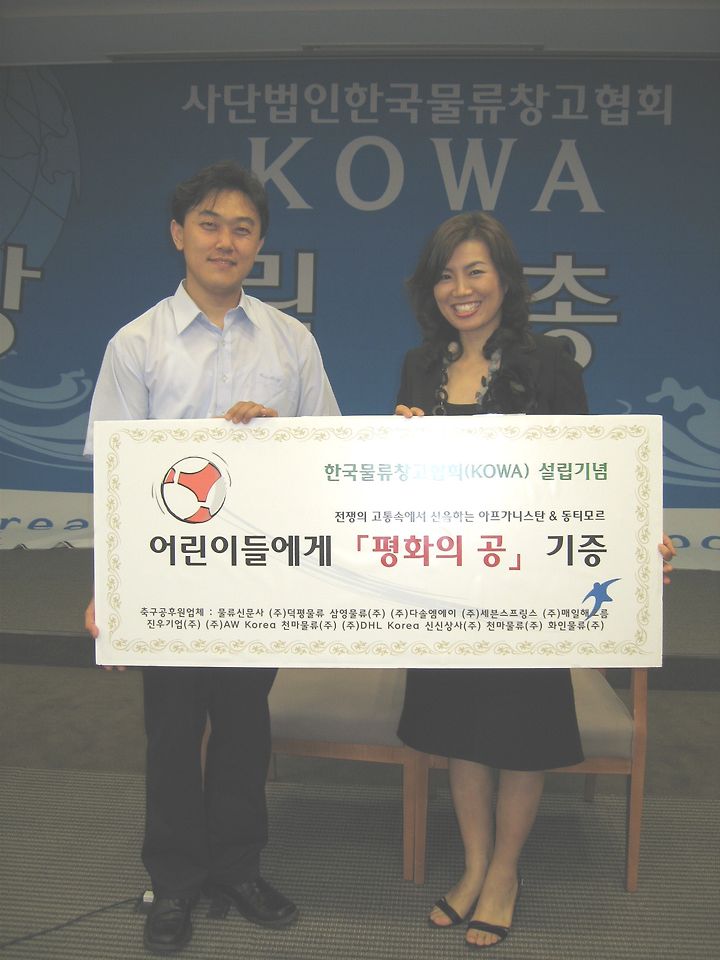 사단법인한국물류창고협회
KOWA
창 립 총
한국물류창고협회(KOWA) 설립기념
전쟁의 고통속에서 신음하는 아프가니스탄 & 동티모르
어린이들에게 「평화의 공」 기증
축구공후원업체 : 물류신문사 (주)덕평물류 삼영물류(주) (주)다솔엠에이 (주)세븐스프링스 (주)매일해드름
진우기업(주) (주)AW Korea 천마물류(주) (주)DHL Korea 신신상사(주) 천마물류(주) 화인물류(주)